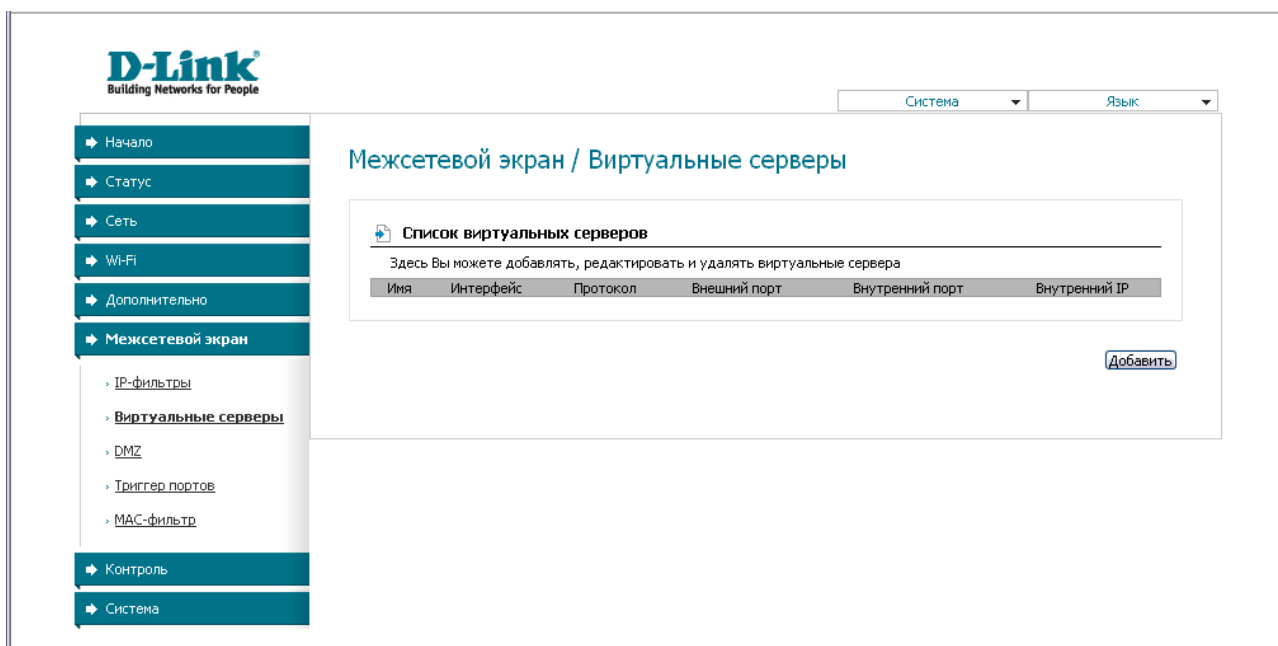 D-Link
Building Networks for People
Система Язык
Начало
Статус
Сеть
Wi-Fi
Дополнительно
Межсетевой экран
IP-фильтры
Виртуальные серверы
DMZ
Триггер портов
MAC-фильтр
Контроль
Система
Межсетевой экран / Виртуальные серверы
Список виртуальных серверов
Здесь Вы можете добавлять, редактировать и удалять виртуальные сервера
Имя Интерфейс Протокол Внешний порт Внутренний порт Внутренний IP
Добавить